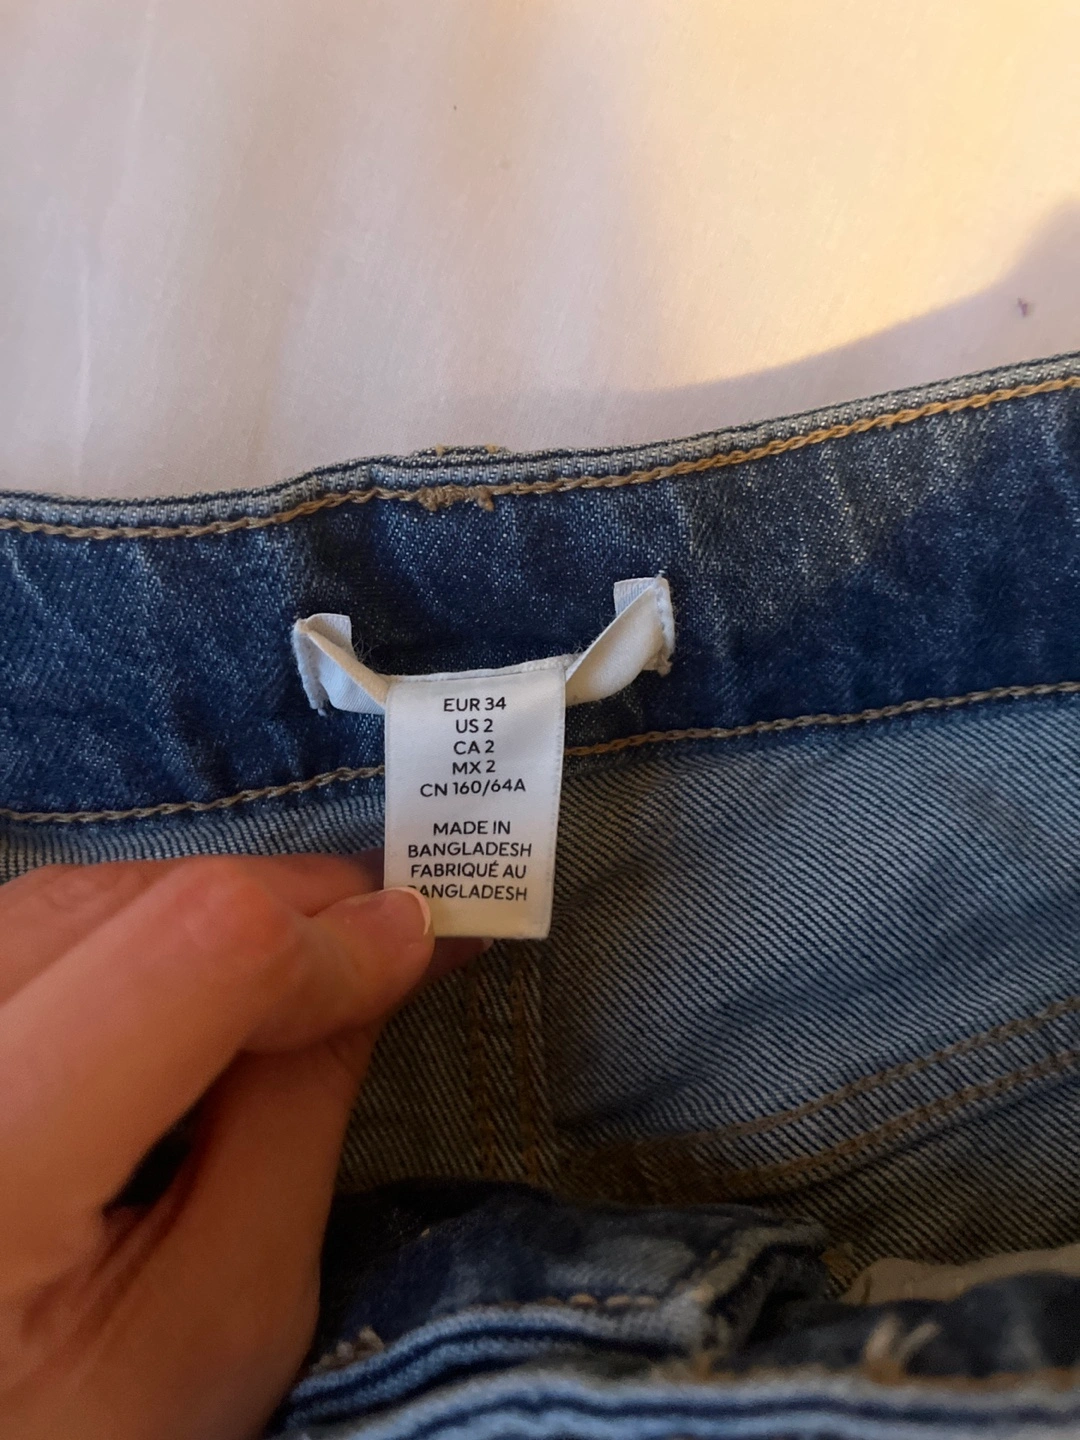 EUR 34
US 2
CA 2
MX 2
CN 160/64A
MADE IN
BANGLADESH
FABRIQUÉ AU
BANGLADESH